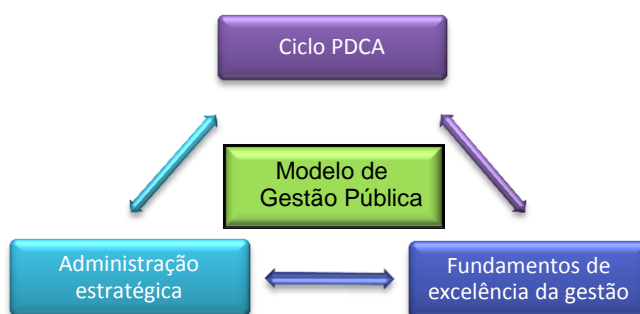 Ciclo PDCA
Modelo de
Gestão Pública
Administração
estratégica
Fundamentos de
excelência da gestão